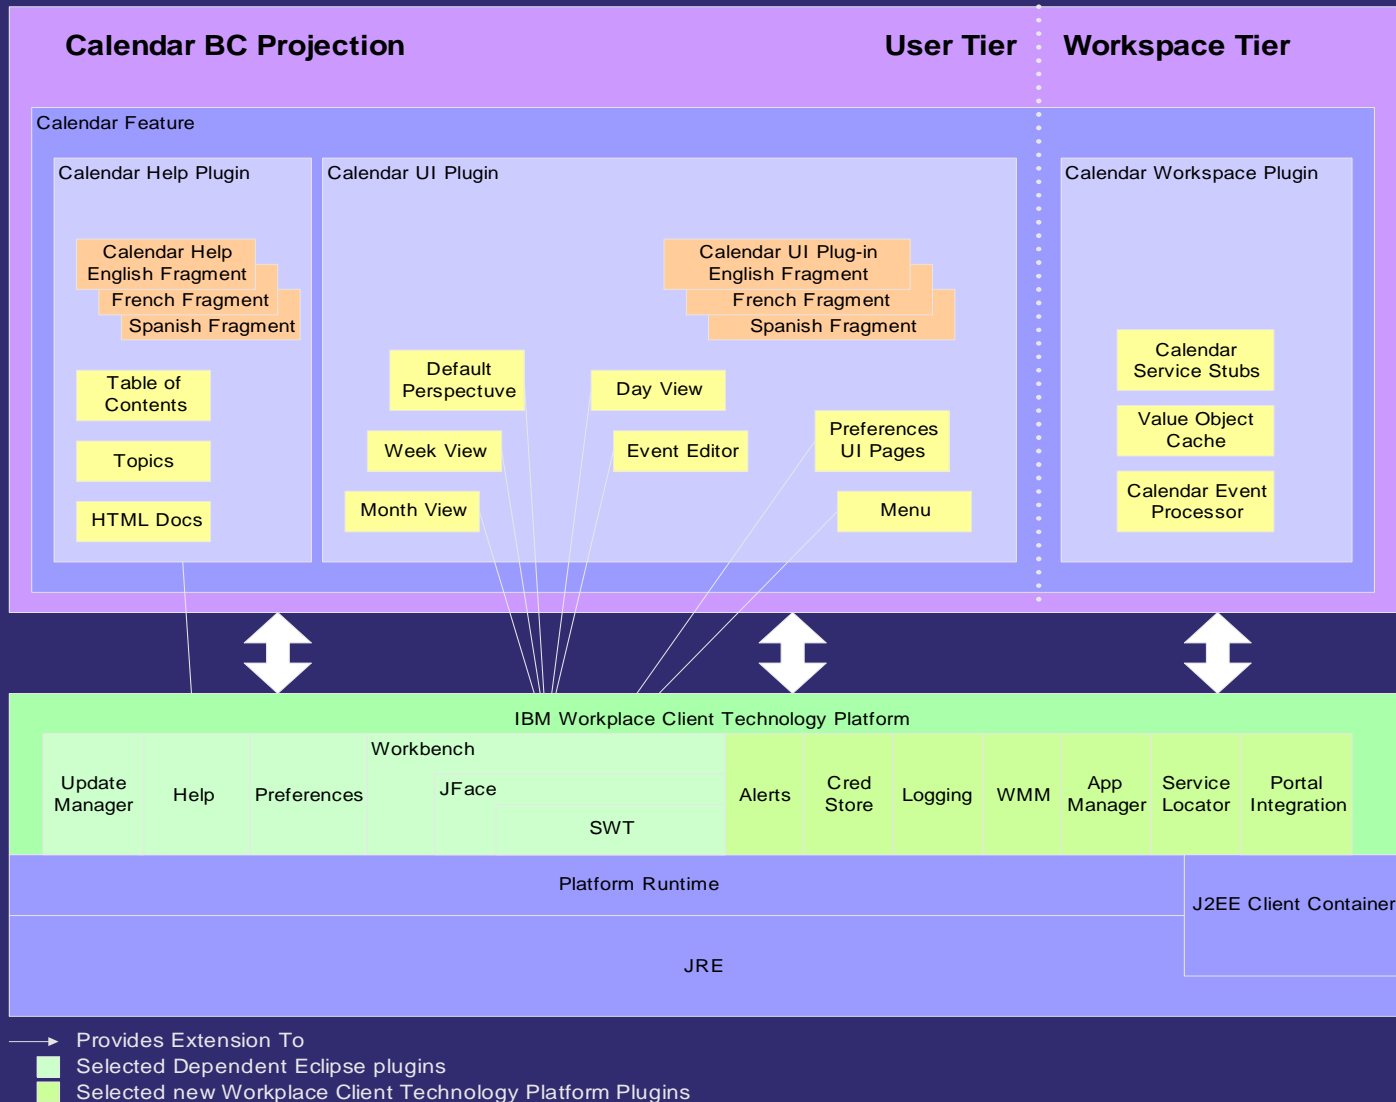 Calendar BC Projection
User Tier
Workspace Tier
Calendar Feature
Calendar Help Plugin
Calendar Help
English Fragment
French Fragment
Spanish Fragment
Table of
Contents
Topics
HTML Docs
Calendar UI Plugin
Calendar UI Plug-in
English Fragment
French Fragment
Spanish Fragment
Default
Perspectuve
Day View
Week View
Event Editor
Month View
Preferences
UI Pages
Menu
Calendar Workspace Plugin
Calendar
Service Stubs
Value Object
Cache
Calendar Event
Processor
IBM Workplace Client Technology Platform
Update
Manager
Help
Preferences
Workbench
JFace
SWT
Alerts
Cred
Store
Logging
WMM
App
Manager
Service
Locator
Portal
Integration
Platform Runtime
J2EE Client Container
JRE
Provides Extension To
Selected Dependent Eclipse plugins
Selected new Workplace Client Technology Platform Plugins